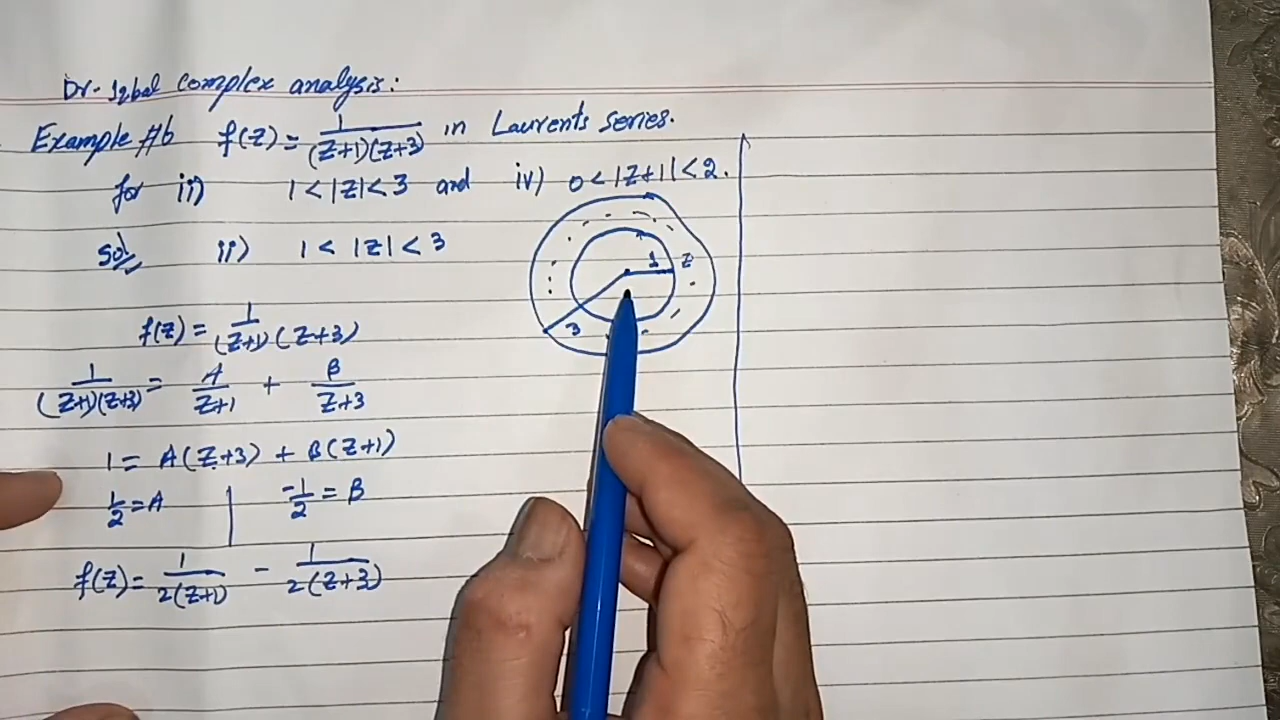 Dr. Iqbal complex analysis:
Example #6 f(z) = 1/(z+1)(z+3) in Laurents series.
for ii) 1 < |z| < 3 and iv) 0 < |z+1| < 2.
Sol ii) 1 < |z| < 3
1 z
3
f(z) = 1/(z+1)(z+3)
1/(z+1)(z+3) = A/z+1 + B/z+3
1 = A(z+3) + B(z+1)
1/2 = A | -1/2 = B
f(z) = 1/2(z+1) - 1/2(z+3)